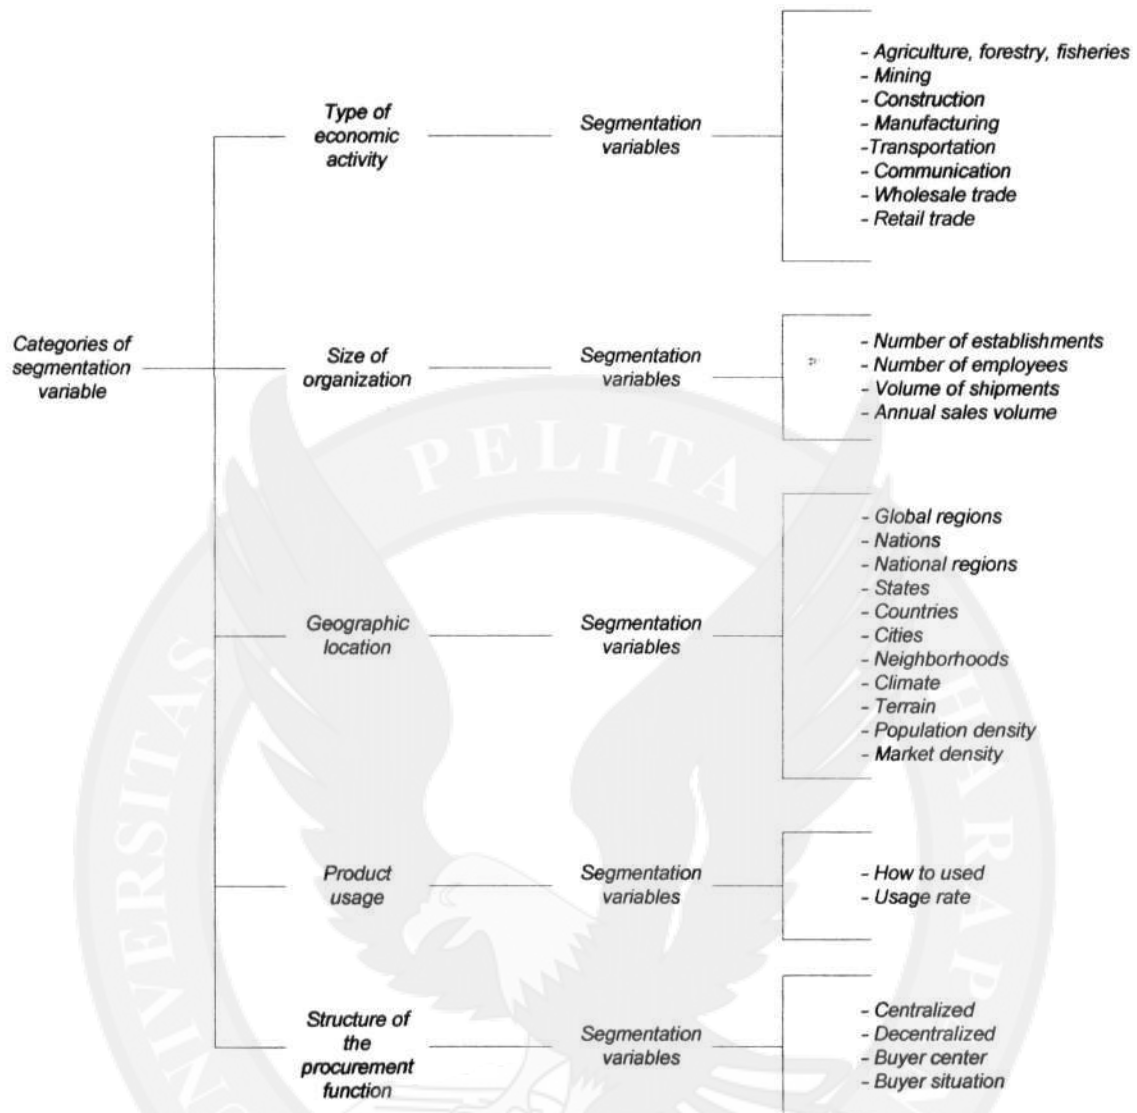 - Agriculture, forestry, fisheries
- Mining
- Construction
- Manufacturing
-Transportation
- Communication
- Wholesale trade
- Retail trade
Type of
economic
activity
Segmentation
variables
Categories of
segmentation
variable
Size of
organization
Segmentation
variables
- Number of establishments
- Number of employees
- Volume of shipments
- Annual sales volume
PELITA
- Global regions
- Nations
- National regions
- States
- Countries
- Cities
- Neighborhoods
- Climate
- Terrain
- Population density
- Market density
Geographic
location
Segmentation
variables
UNIVERSITAS
HARAPAN
Product
usage
Segmentation
variables
- How to used
- Usage rate
Structure of
the
procurement
function
Segmentation
variables
- Centralized
- Decentralized
- Buyer center
- Buyer situation